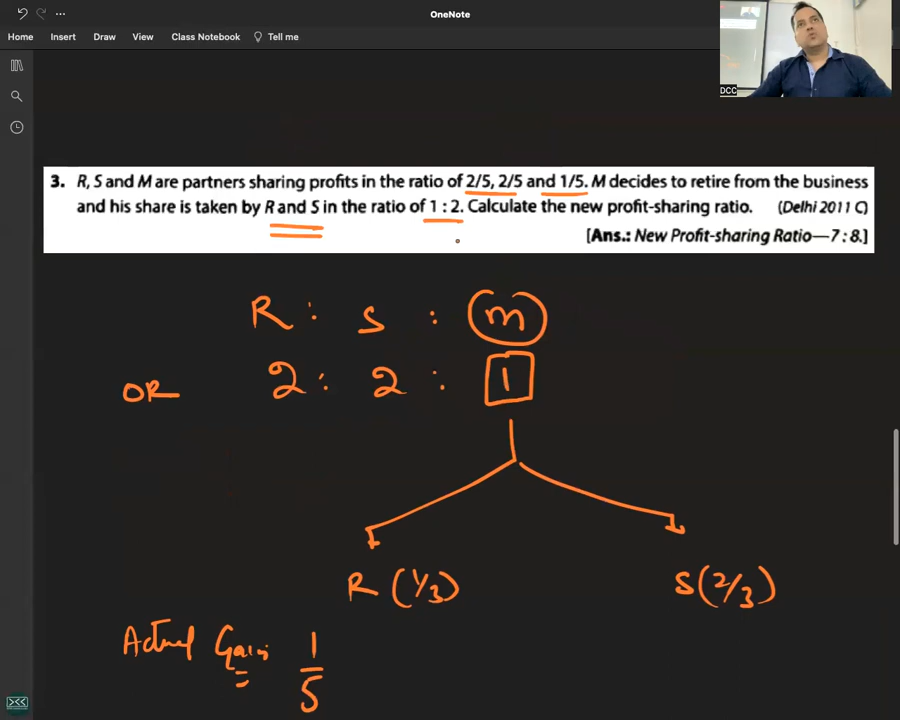 OneNote
Home Insert Draw View Class Notebook Tell me
DCC
3. R, S and M are partners sharing profits in the ratio of 2/5, 2/5 and 1/5. M decides to retire from the business
and his share is taken by R and S in the ratio of 1 : 2. Calculate the new profit-sharing ratio. (Delhi 2011 C)
[Ans.: New Profit-sharing Ratio—7 : 8.]
R : S : m
OR 2 : 2 : 1
R (1/3) S (2/3)
Actual Gain 1/5